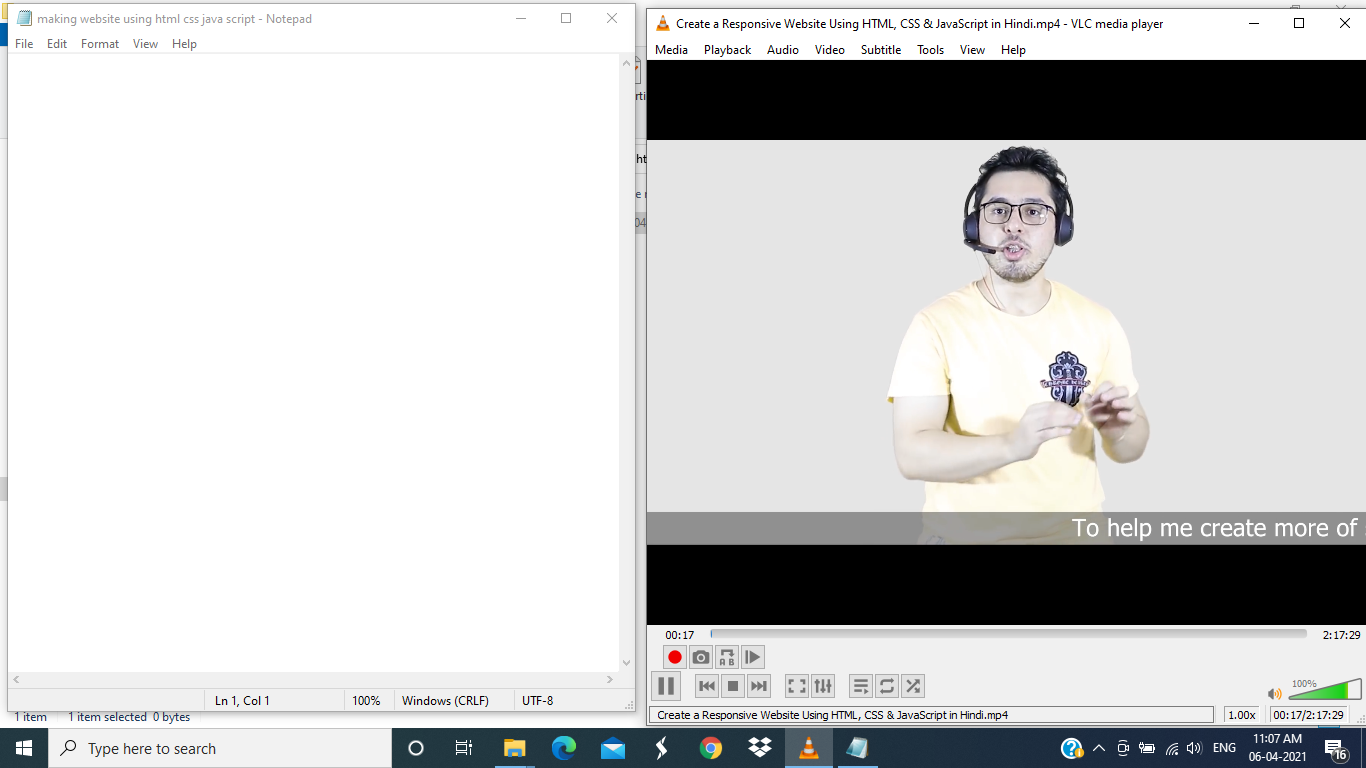 making website using html css java script - Notepad
File Edit Format View Help
Ln 1, Col 1 100% Windows (CRLF) UTF-8
1 item 1 item selected 0 bytes
Create a Responsive Website Using HTML, CSS & JavaScript in Hindi.mp4 - VLC media player
Media Playback Audio Video Subtitle Tools View Help
To help me create more of
00:17 2:17:29
A B
100%
Create a Responsive Website Using HTML, CSS & JavaScript in Hindi.mp4 1.00x 00:17/2:17:29
Type here to search
ENG
11:07 AM
06-04-2021
16